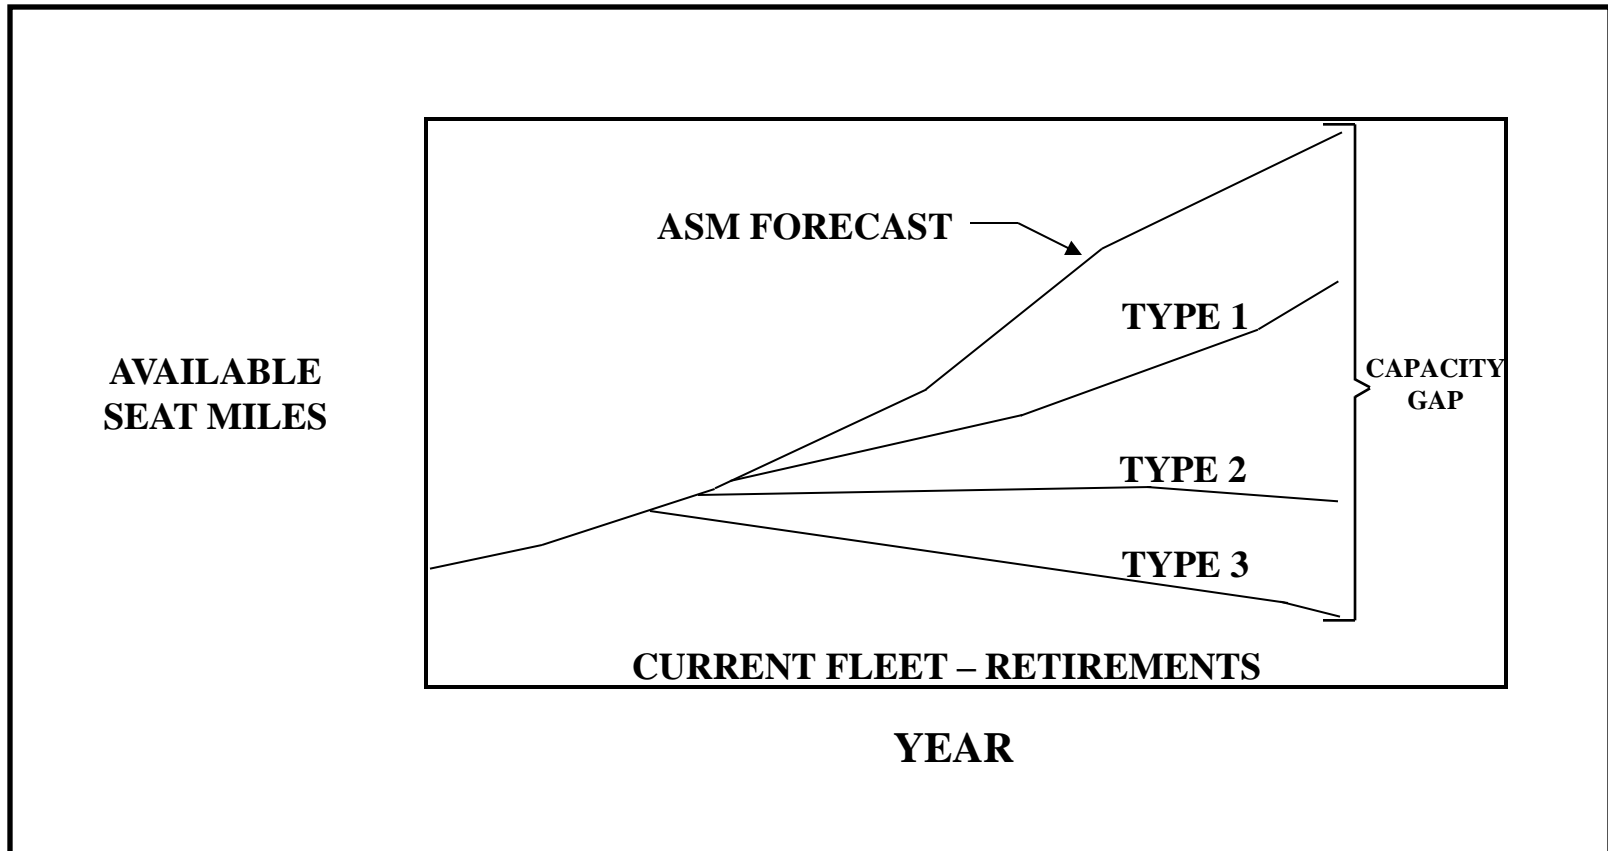 ASM FORECAST
TYPE 1
AVAILABLE
SEAT MILES
CAPACITY
GAP
TYPE 2
TYPE 3
CURRENT FLEET – RETIREMENTS
YEAR